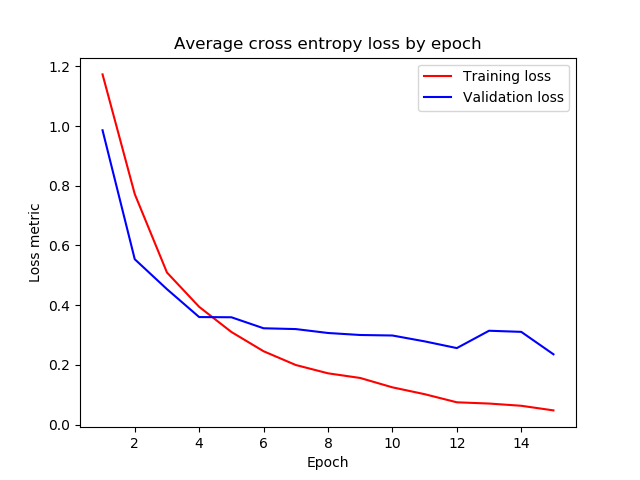 Average cross entropy loss by epoch
Training loss
Validation loss
Loss metric
1.2
1.0
0.8
0.6
0.4
0.2
0.0
2 4 6 8 10 12 14
Epoch